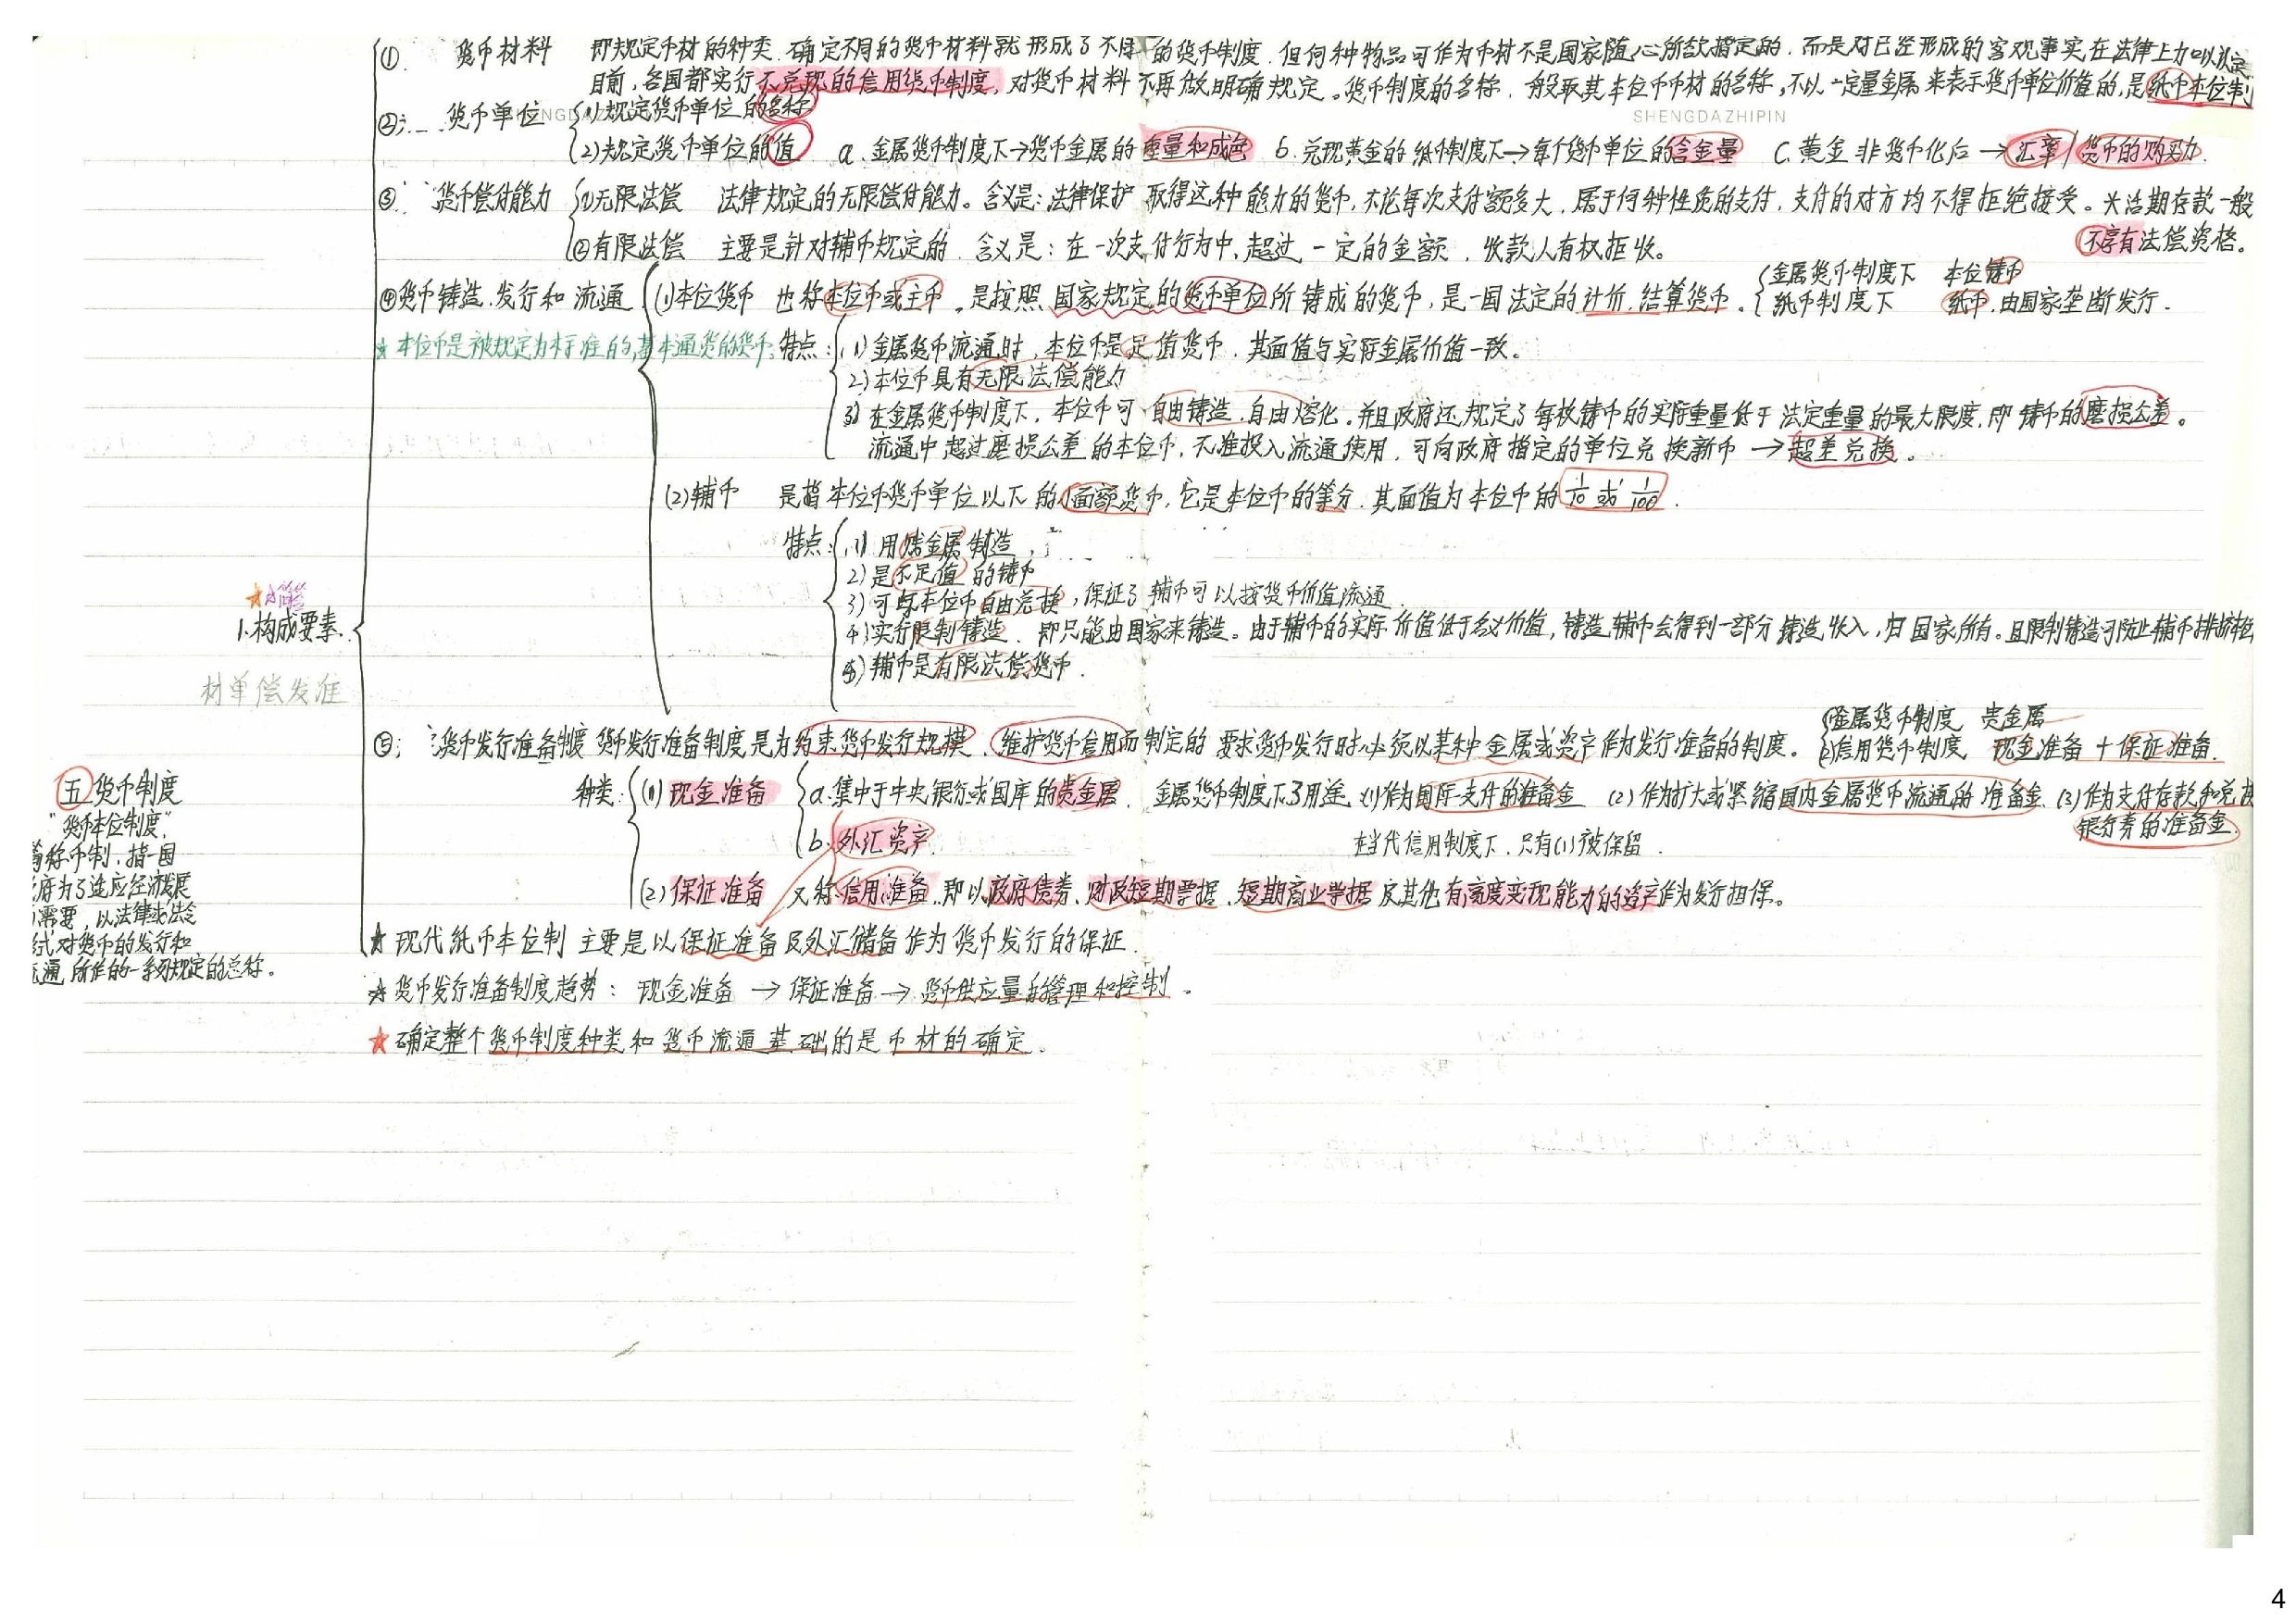 ① 货币材料 即规定币材的种类,确定不同的货币材料就形成了不同的货币制度,但何种物品可作为币材不是国家随心所欲指定的,而是对已经形成的客观事实在法律上加以认定
目前,各国都实行不兑现的信用货币制度,对货币材料不再做明确规定。货币制度的名称,一般取其本位币币材的名称,不以一定量金属来表示货币单位价值的,是纸币本位制
② 货币单位 (1)规定货币单位的名称
SHENGDAZHIPIN
(2)规定货币单位的值 a.金属货币制度下→货币金属的重量和成色 b.兑现黄金的纸币制度下→每个货币单位的含金量 C.黄金非货币化后→汇率/货币的购买力.
③ 货币偿付能力 ①无限法偿 法律规定的无限偿付能力。含义是:法律保护取得这种能力的货币,不论每次支付额多大,属于何种性质的支付,支付的对方均不得拒绝接受。活期存款一般
不享有法偿资格。
②有限法偿 主要是针对辅币规定的.含义是:在一次支付行为中,超过一定的金额,收款人有权拒收。
④货币铸造、发行和流通 (1)本位货币 也称本位币或主币,是按照国家规定的货币单位所铸成的货币,是一国法定的计价、结算货币。
金属货币制度下 本位铸币
纸币制度下 纸币,由国家垄断发行.
★本位币是被规定为标准的,基本通货的货币 特点:(1)金属货币流通时,本位币是足值货币,其面值与实际金属价值一致。
2)本位币具有无限法偿能力
3)在金属货币制度下,本位币可自由铸造,自由熔化.并且政府还规定了每枚铸币的实际重量低于法定重量的最大限度,即铸币的磨损公差。
流通中超过磨损公差的本位币,不准投入流通使用,可向政府指定的单位兑换新币→超差兑换。
(2)辅币 是指本位币货币单位以下的小面额货币,它是本位币的等分,其面值为本位币的1/10或1/100.
特点:(1)用贱金属制造,
2)是不足值的铸币
3)可与本位币自由兑换,保证了辅币可以按货币价值流通.
4)实行限制铸造,即只能由国家来铸造。由于辅币的实际价值低于名义价值,铸造辅币会得到一部分铸造收入,归国家所有。且限制铸造可防止辅币排挤
5)辅币是有限法偿货币.
★简答
1.构成要素.
材单偿发准
⑤ 货币发行准备制度 货币发行准备制度是为约束货币发行规模,维护货币信用而制定的 要求货币发行时必须以某种金属或资产作为发行准备的制度。
(1)金属货币制度 贵金属
(2)信用货币制度 现金准备+保证准备.
种类:(1)现金准备 a.集中于中央银行或国库的贵金属. 金属货币制度下3用途 (1)作为国际支付的准备金 (2)作为扩大或紧缩国内金属货币流通的准备金 (3)作为支付存款和兑换
银行券的准备金.
b.外汇资产. 在当代信用制度下,只有(1)被保留.
(2)保证准备 又称信用准备.即以政府债券、财政短期票据、短期商业票据及其他有高度变现能力的资产作为发行担保。
五 货币制度
"货币本位制度"
简称币制,指一国
府为了适应经济发展
需要,以法律或法令
式对货币的发行和
通所作的一系列规定的总称。
★现代纸币本位制 主要是以保证准备及外汇储备作为货币发行的保证.
★货币发行准备制度趋势:现金准备→保证准备→货币供应量的管理和控制.
★确定整个货币制度种类和货币流通基础的是币材的确定。
4